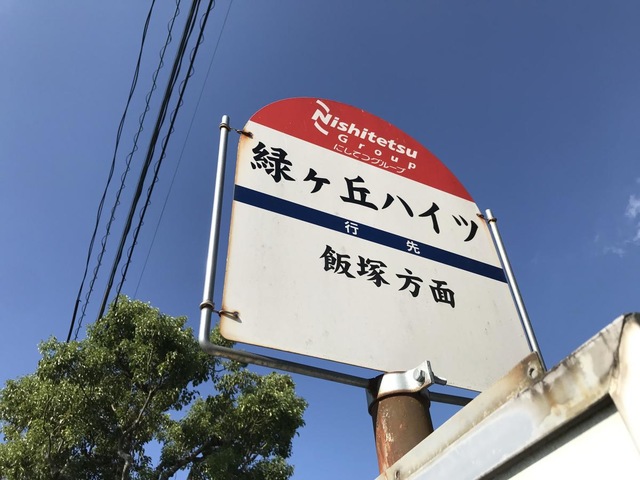 Nishitetsu
Group
にしてつグループ
緑ヶ丘ハイツ
行先
飯塚方面